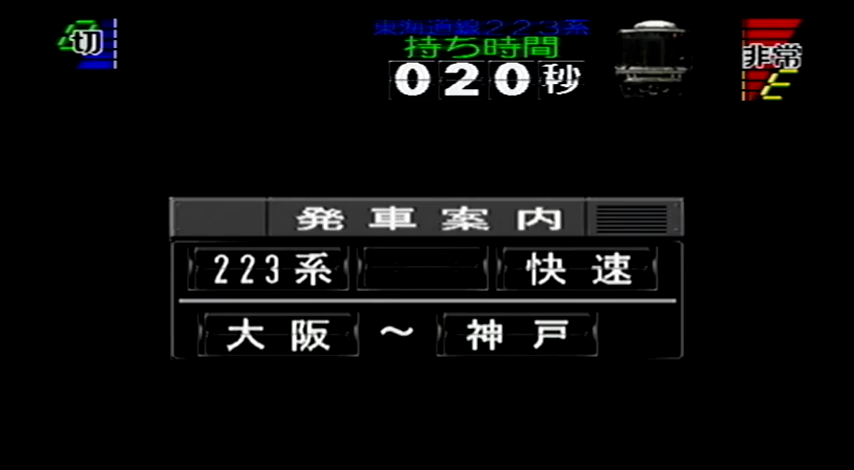 切
東海道線223系
持ち時間
020秒
非常
発車案内
223系 快速
大阪～神戸